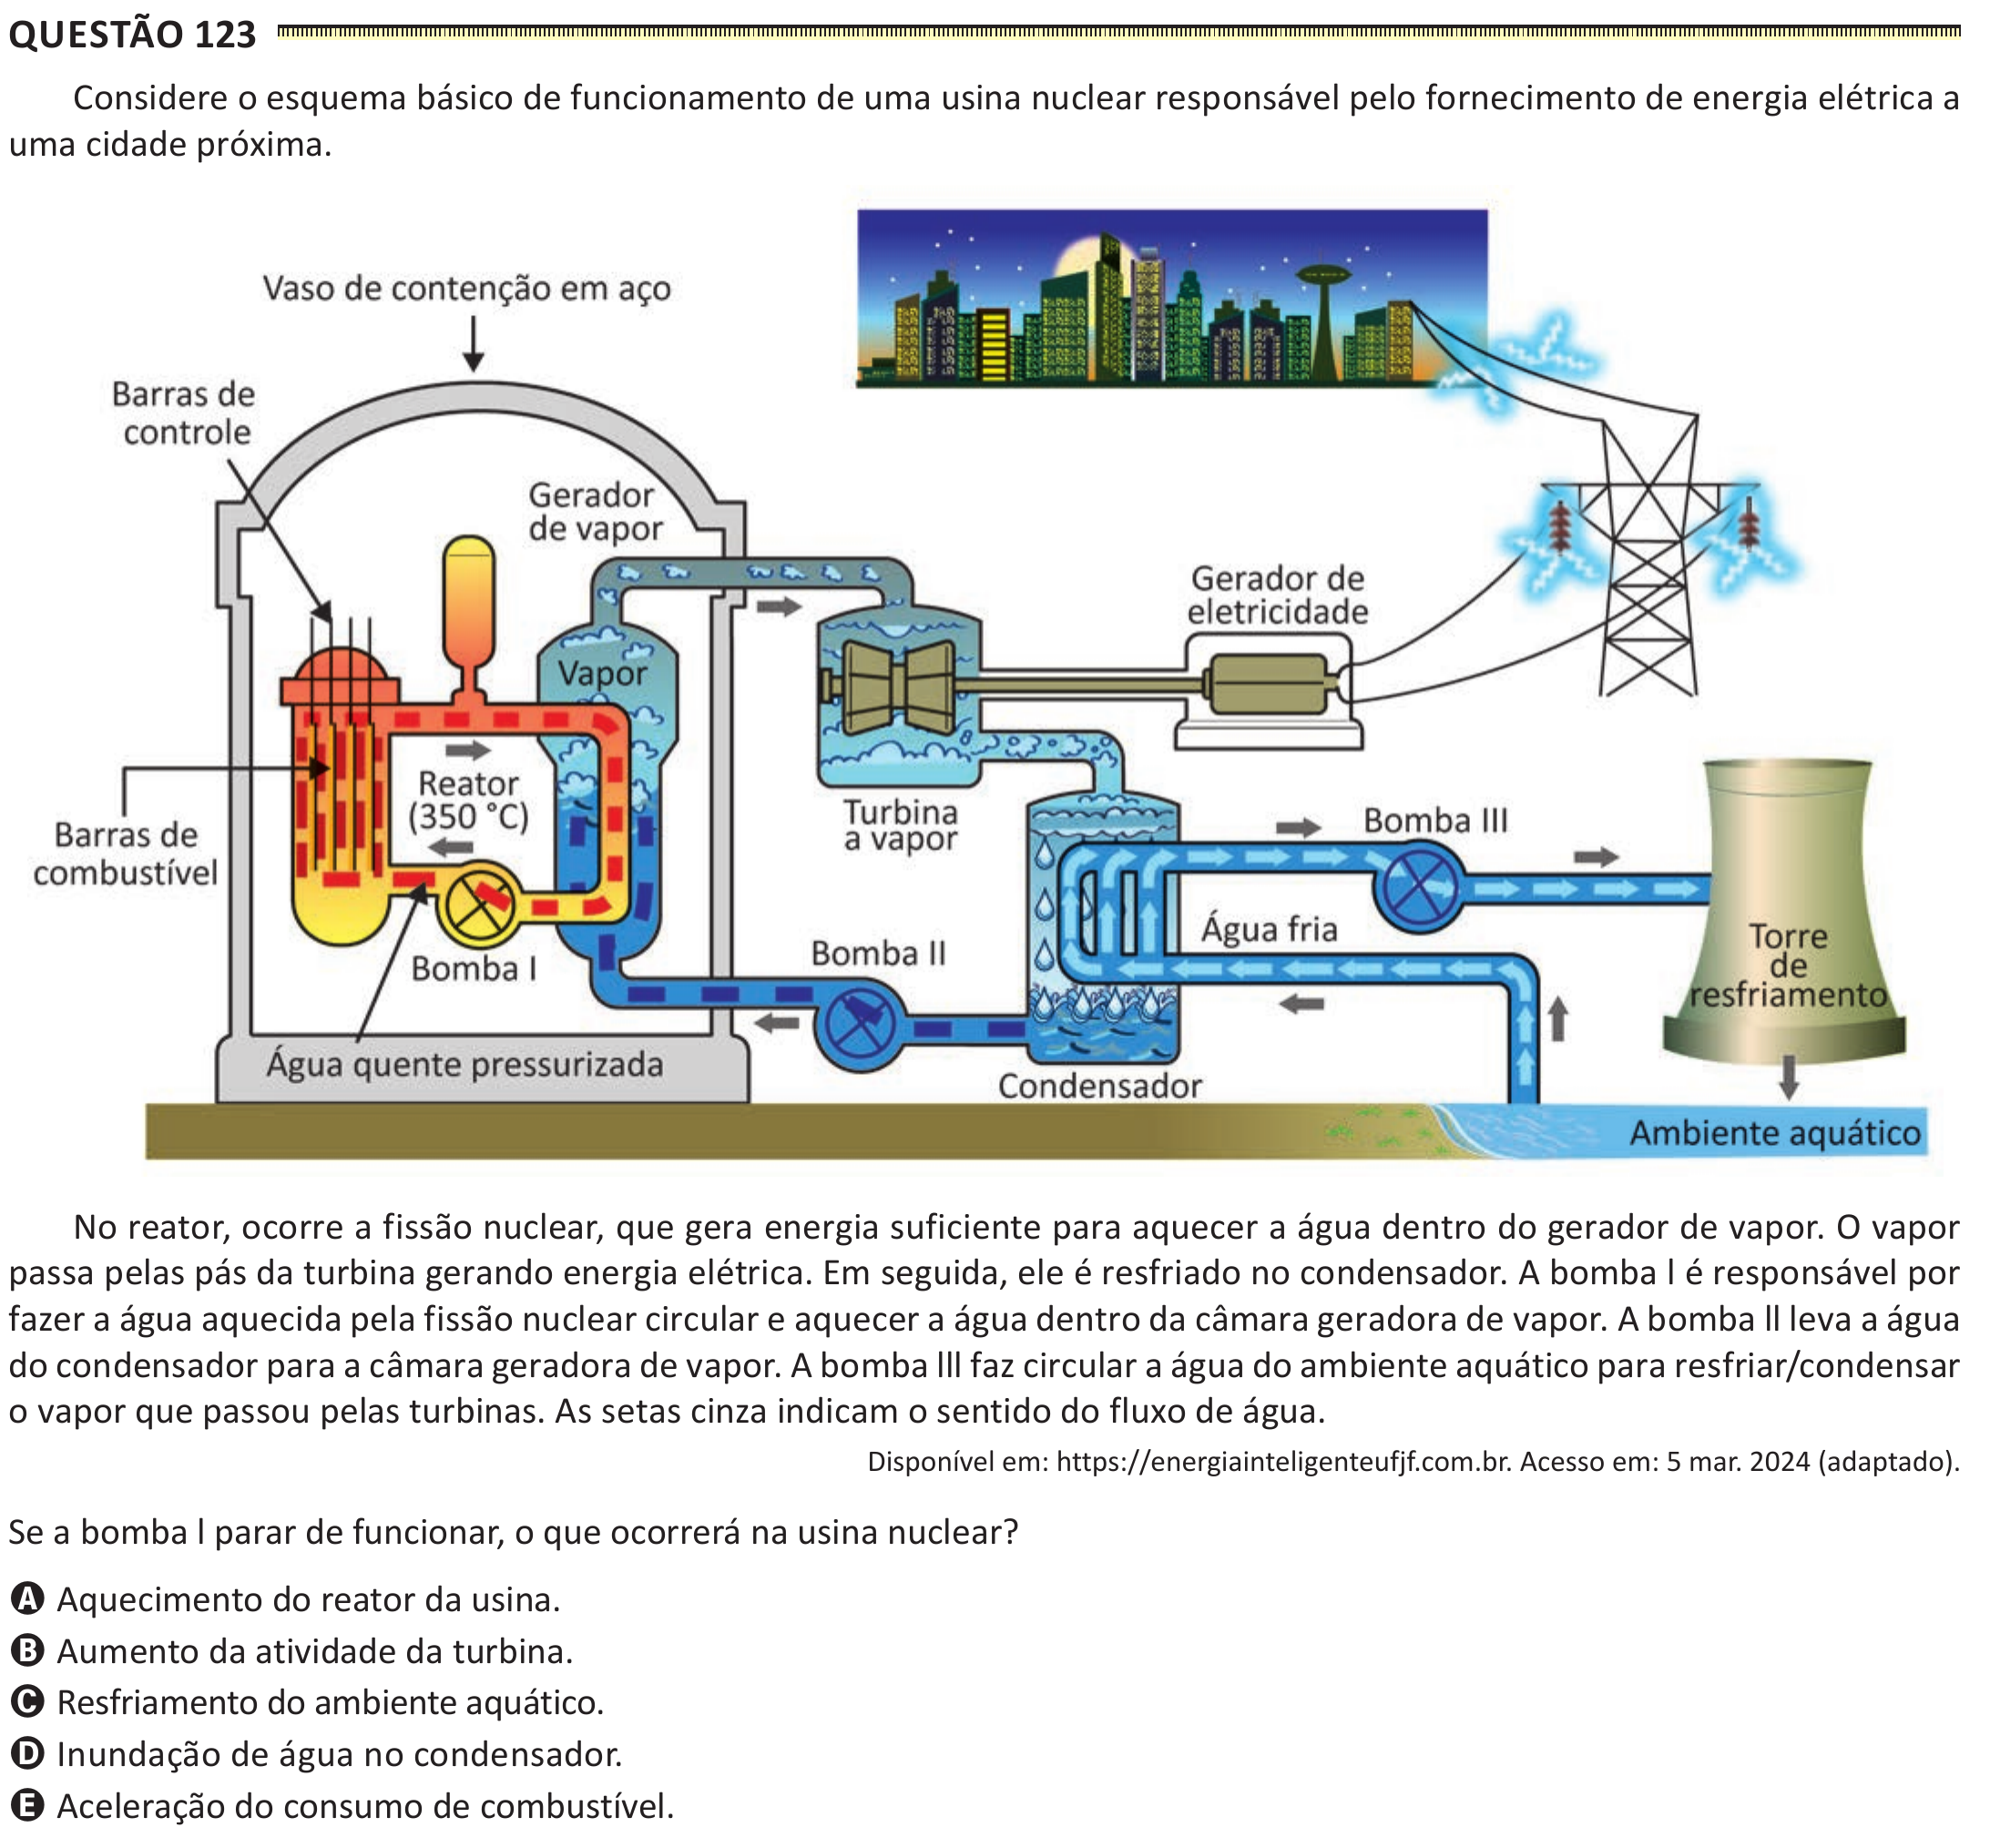 QUESTÃO 123
Considere o esquema básico de funcionamento de uma usina nuclear responsável pelo fornecimento de energia elétrica a
uma cidade próxima.
Vaso de contenção em aço
Barras de
controle
Gerador
de vapor
Vapor
Gerador de
eletricidade
Reator
(350 °C)
Barras de
combustível
Turbina
a vapor
Bomba III
Água fria
Bomba II
Bomba I
Torre
de
resfriamento
Água quente pressurizada
Condensador
Ambiente aquático
No reator, ocorre a fissão nuclear, que gera energia suficiente para aquecer a água dentro do gerador de vapor. O vapor
passa pelas pás da turbina gerando energia elétrica. Em seguida, ele é resfriado no condensador. A bomba l é responsável por
fazer a água aquecida pela fissão nuclear circular e aquecer a água dentro da câmara geradora de vapor. A bomba ll leva a água
do condensador para a câmara geradora de vapor. A bomba lll faz circular a água do ambiente aquático para resfriar/condensar
o vapor que passou pelas turbinas. As setas cinza indicam o sentido do fluxo de água.
Disponível em: https://energiainteligenteufjf.com.br. Acesso em: 5 mar. 2024 (adaptado).
Se a bomba l parar de funcionar, o que ocorrerá na usina nuclear?
A Aquecimento do reator da usina.
B Aumento da atividade da turbina.
C Resfriamento do ambiente aquático.
D Inundação de água no condensador.
E Aceleração do consumo de combustível.